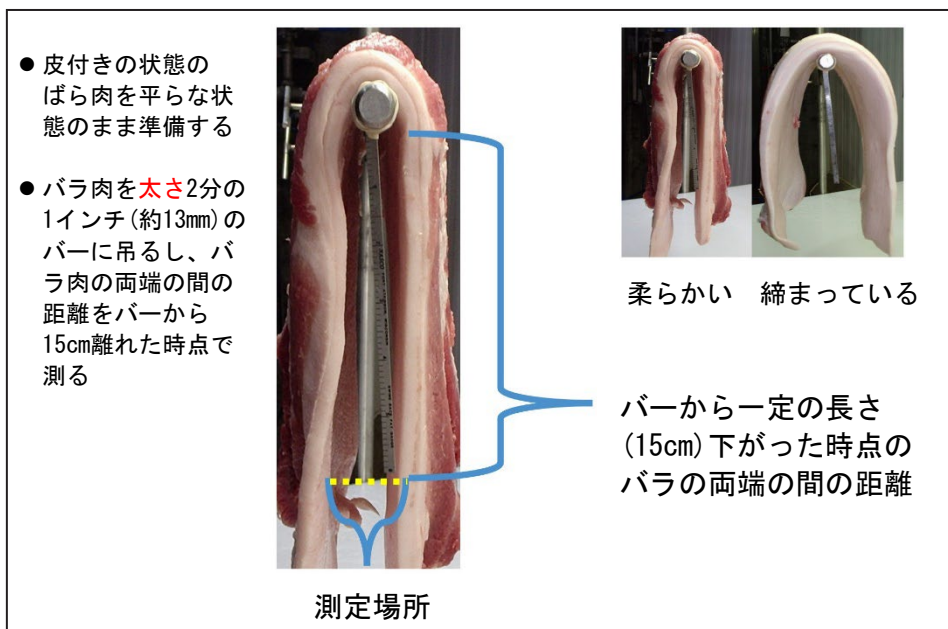 ● 皮付きの状態の
ばら肉を平らな状
態のまま準備する
● バラ肉を太さ2分の
1インチ(約13mm)の
バーに吊るし、バ
ラ肉の両端の間の
距離をバーから
15cm離れた時点で
測る
柔らかい 締まっている
バーから一定の長さ
(15cm)下がった時点の
バラの両端の間の距離
測定場所